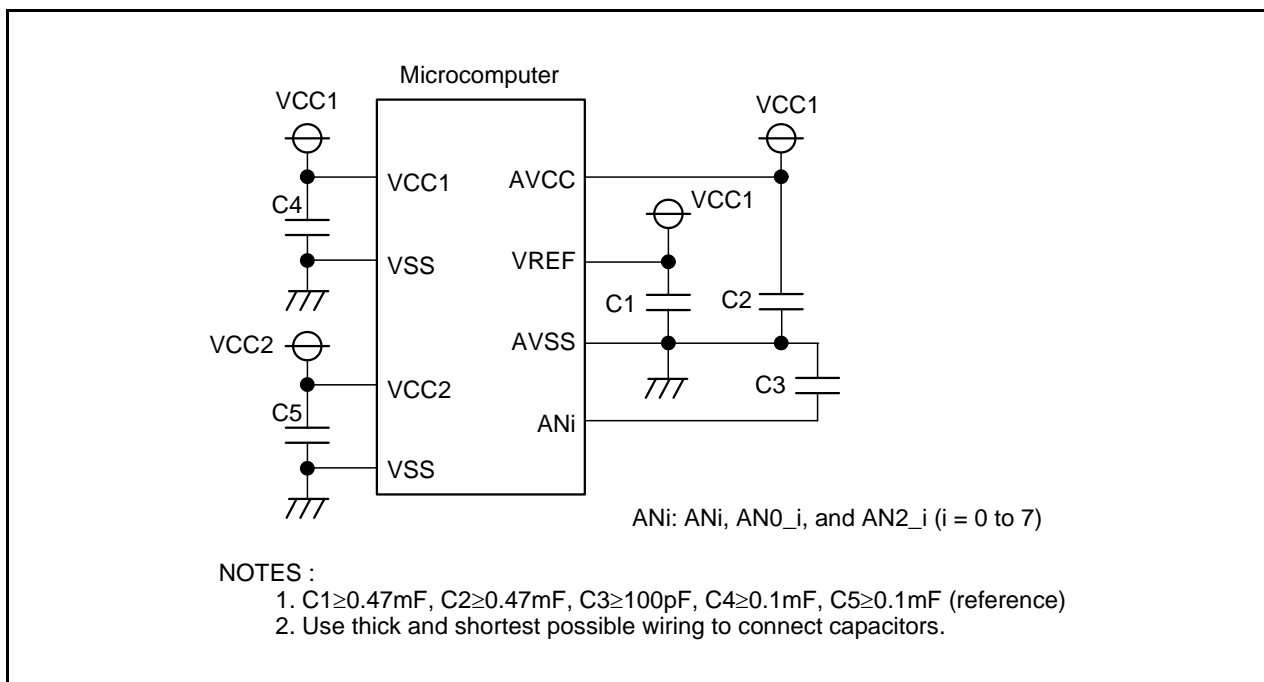 Microcomputer
VCC1
VCC1
VCC1
AVCC
VCC1
C4
VREF
VSS
C1
C2
AVSS
VCC2
C3
VCC2
C5
ANi
VSS
ANi: ANi, AN0_i, and AN2_i (i = 0 to 7)
NOTES :
1. C1≥0.47mF, C2≥0.47mF, C3≥100pF, C4≥0.1mF, C5≥0.1mF (reference)
2. Use thick and shortest possible wiring to connect capacitors.